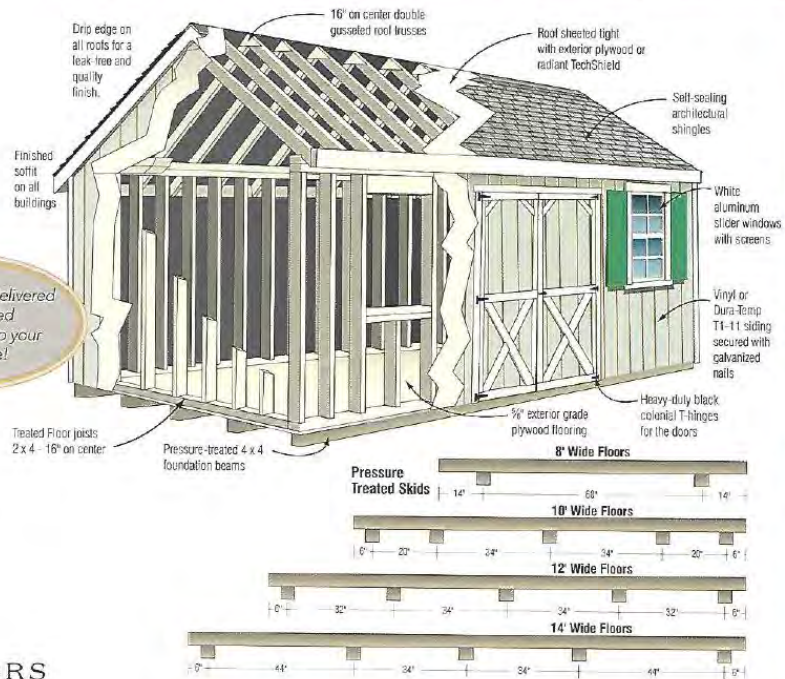 16" on center double
gusseted roof trusses
Drip edge on
all roofs for a
leak-free and
quality
finish.
Roof sheeted tight
with exterior plywood or
radiant TechShield
Self-sealing
architectural
shingles
Finished
soffit
on all
buildings
White
aluminum
slider windows
with screens
elivered
ed
o your
e!
Vinyl or
Dura-Temp
T1-11 siding
secured with
galvanized
nails
Heavy-duty black
colonial T-hinges
for the doors
5/8" exterior grade
plywood flooring
Treated Floor joists
2 x 4 - 16" on center
Pressure-treated 4 x 4
foundation beams
8' Wide Floors
Pressure
Treated Skids
14" 68" 14"
10' Wide Floors
6" 20" 34" 34" 20" 6"
12' Wide Floors
6" 32" 34" 34" 32" 6"
14' Wide Floors
6" 44" 34" 34" 44" 6"
RS